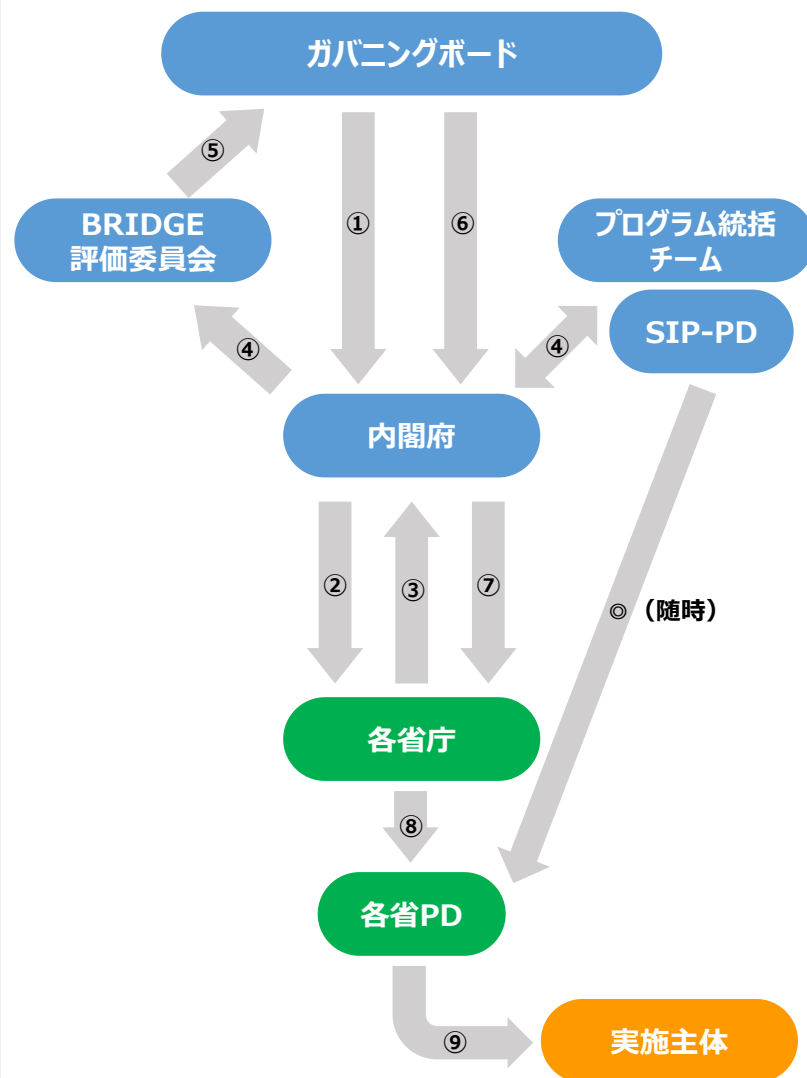 ガバニングボード
⑤
①
⑥
BRIDGE
評価委員会
プログラム統括
チーム
SIP-PD
④
④
内閣府
②
③
⑦
◎（随時）
各省庁
⑧
各省PD
⑨
実施主体